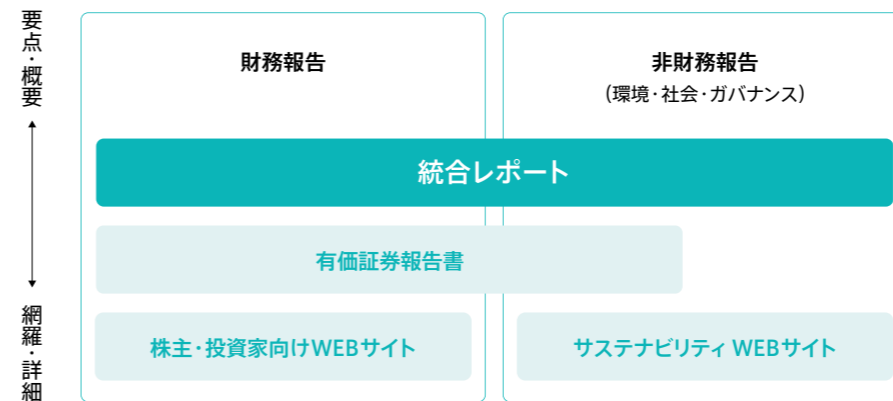 要点・概要
財務報告
非財務報告
(環境・社会・ガバナンス)
統合レポート
有価証券報告書
株主・投資家向けWEBサイト
サステナビリティ WEBサイト
網羅・詳細